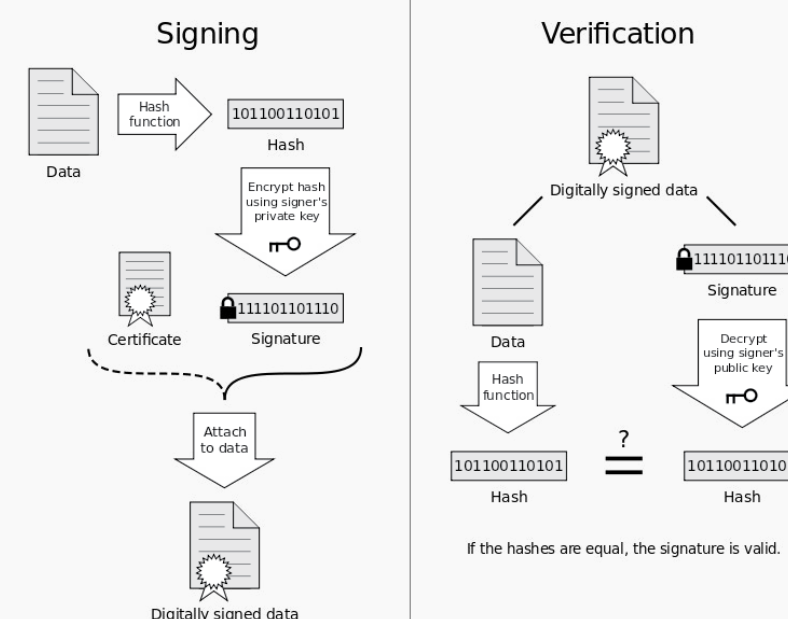 Signing
Hash
function
101100110101
Data
Hash
Encrypt hash
using signer's
private key
111101101110
Certificate
Signature
Attach
to data
Digitally signed data
Verification
Digitally signed data
11110110111
Signature
Data
Decrypt
using signer's
public key
Hash
function
?
101100110101
=
10110011010
Hash
Hash
If the hashes are equal, the signature is valid.